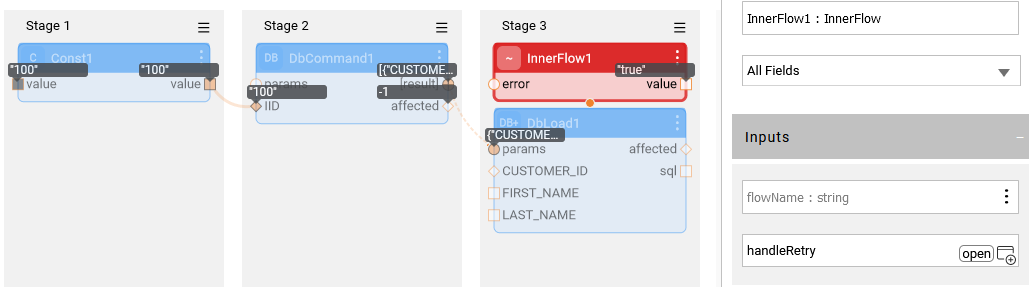 Stage 1
C Const1
"100" "100"
value value
Stage 2
DB DbCommand1
[{"CUSTOME...
params [result]
"100" -1
IID affected
Stage 3
~ InnerFlow1
"true"
error value
DB+ DbLoad1
{"CUSTOME...
params affected
CUSTOMER_ID sql
FIRST_NAME
LAST_NAME
InnerFlow1 : InnerFlow
All Fields
Inputs
flowName : string
handleRetry open